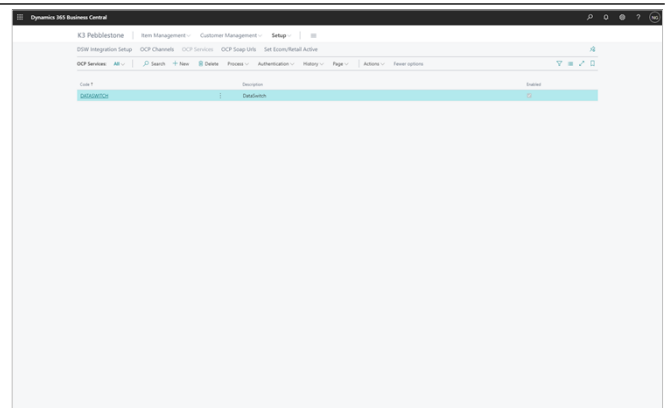 Dynamics 365 Business Central
K3 Pebblestone Item Management Customer Management Setup
DSW Integration Setup OCP Channels OCP Services OCP Soap Urls Set Ecom/Retail Active
OCP Services: All Search + New Delete Process Authentication History Page Actions Fewer options
Code ↑ Description Enabled
DATASWITCH DataSwitch